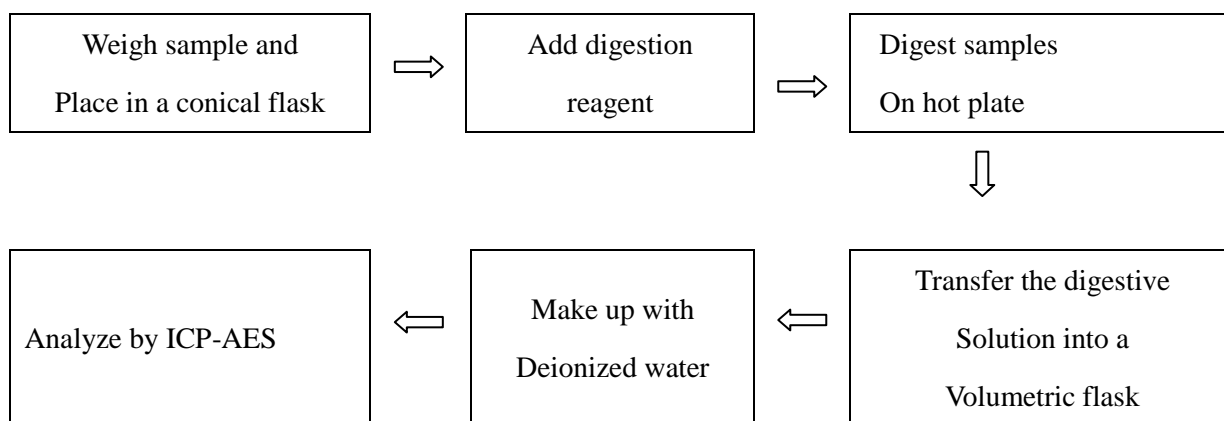 Weigh sample and
Place in a conical flask
Add digestion
reagent
Digest samples
On hot plate
Transfer the digestive
Solution into a
Volumetric flask
Make up with
Deionized water
Analyze by ICP-AES